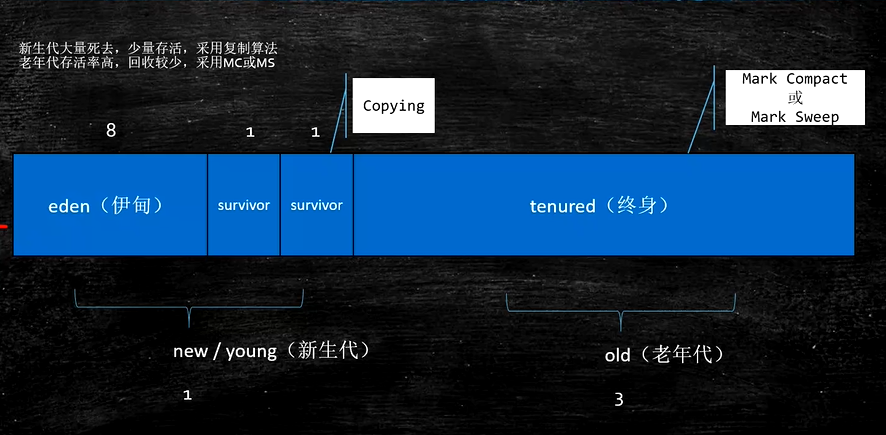 新生代大量死去，少量存活，采用复制算法
老年代存活率高，回收较少，采用MC或MS
Copying
Mark Compact
或
Mark Sweep
8
1
1
eden（伊甸）
survivor
survivor
tenured（终身）
new / young（新生代）
old（老年代）
1
3